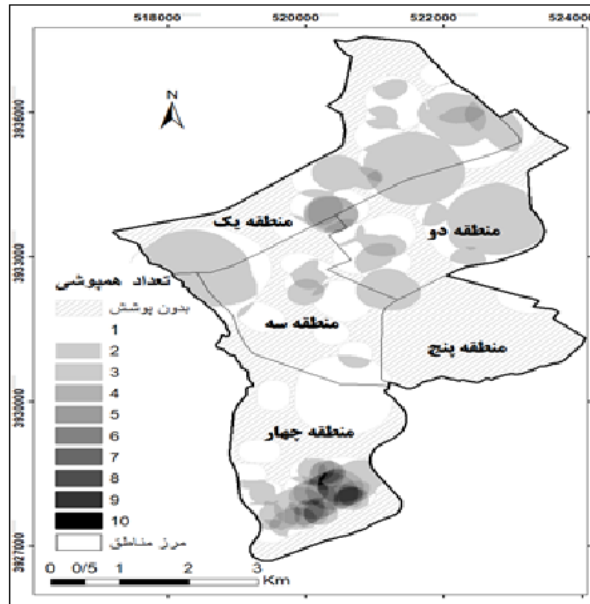 518000 520000 522000 524000
3936000
N
منطقه یک
منطقه دو
3933000
تعداد همپوشی
بدون پوشش
1
2
3
4
5
6
7
8
9
10
مرز مناطق
منطقه سه
منطقه پنج
3930000
منطقه چهار
3927000
0 0/5 1 2 3
Km